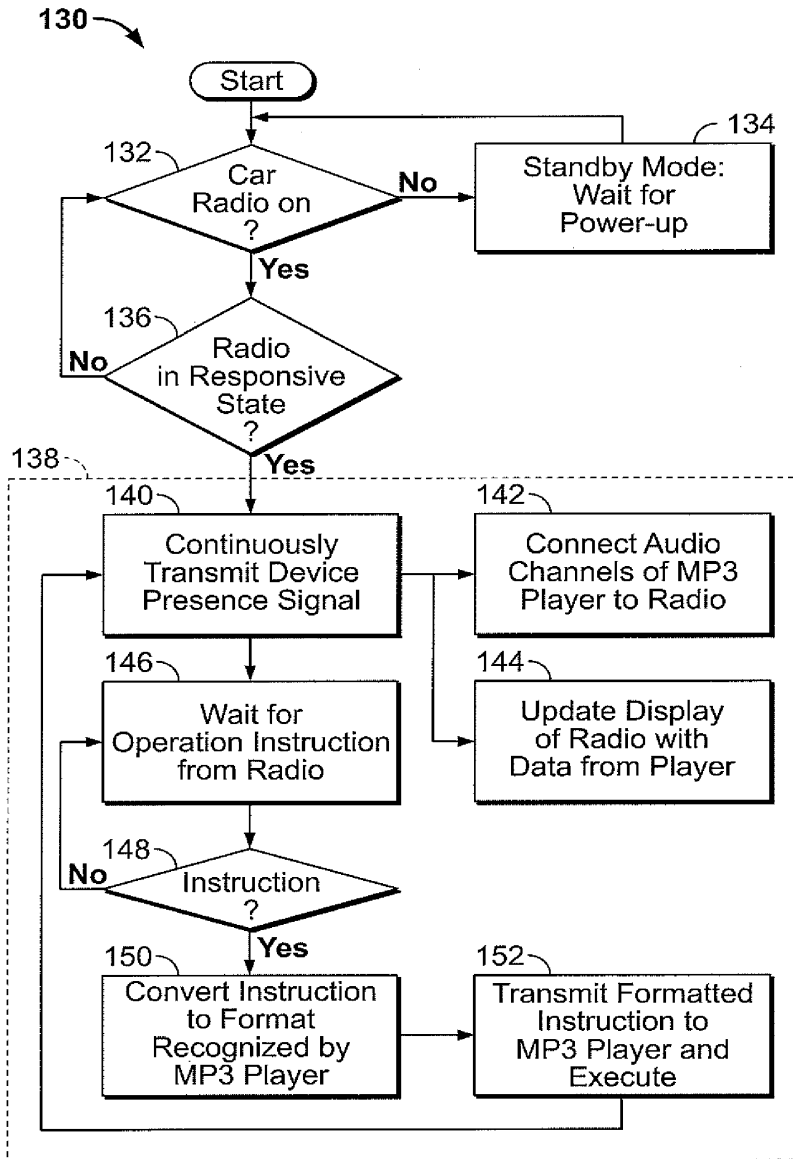 130
Start
132
Car
Radio on
?
No
134
Standby Mode:
Wait for
Power-up
Yes
136
Radio
in Responsive
State
?
No
Yes
138
140
Continuously
Transmit Device
Presence Signal
142
Connect Audio
Channels of MP3
Player to Radio
144
Update Display
of Radio with
Data from Player
146
Wait for
Operation Instruction
from Radio
148
Instruction
?
No
Yes
150
Convert Instruction
to Format
Recognized by
MP3 Player
152
Transmit Formatted
Instruction to
MP3 Player and
Execute